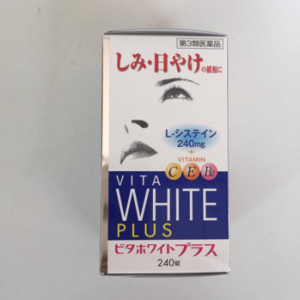 第3類医薬品
しみ・日やけの緩和に
L-システイン
240mg
+
VITAMIN
C E B₂
VITA
WHITE
PLUS
ビタホワイトプラス
240錠